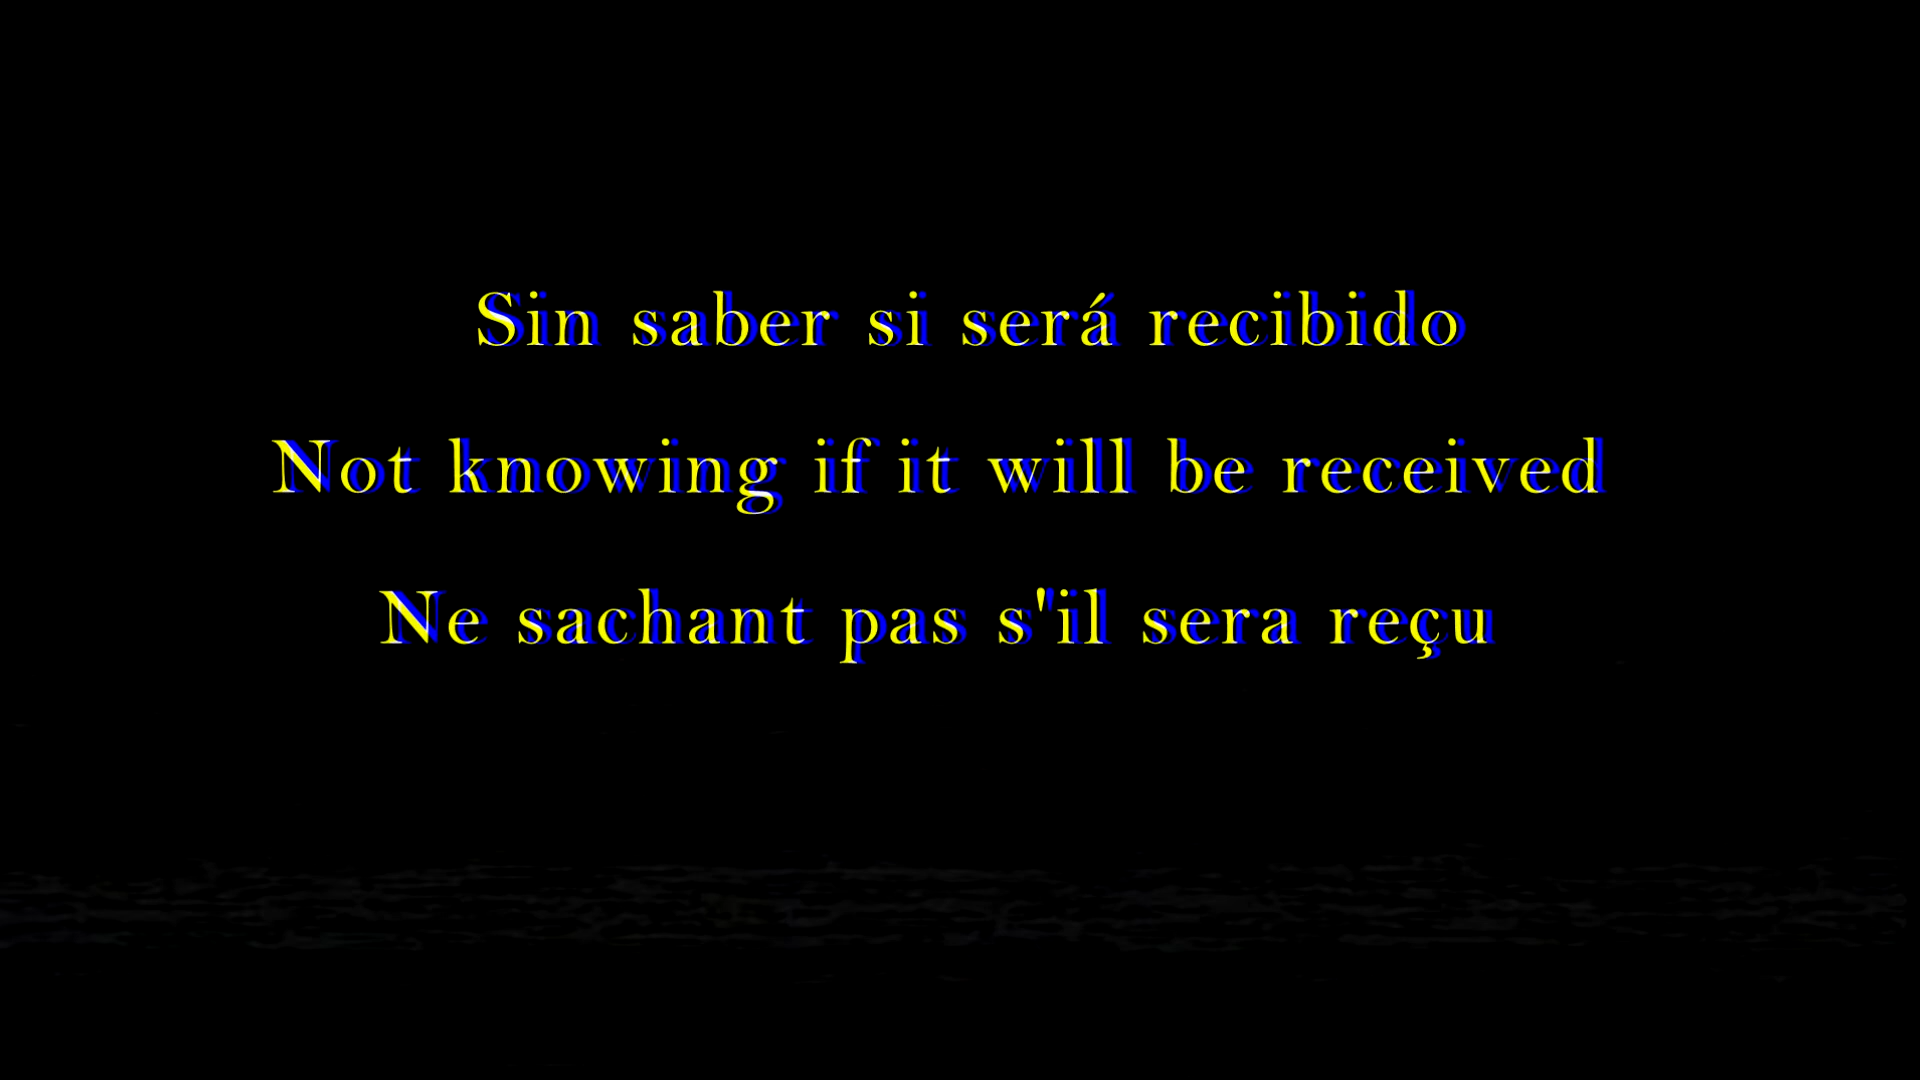 Sin saber si será recibido
Not knowing if it will be received
Ne sachant pas s"il sera reçu